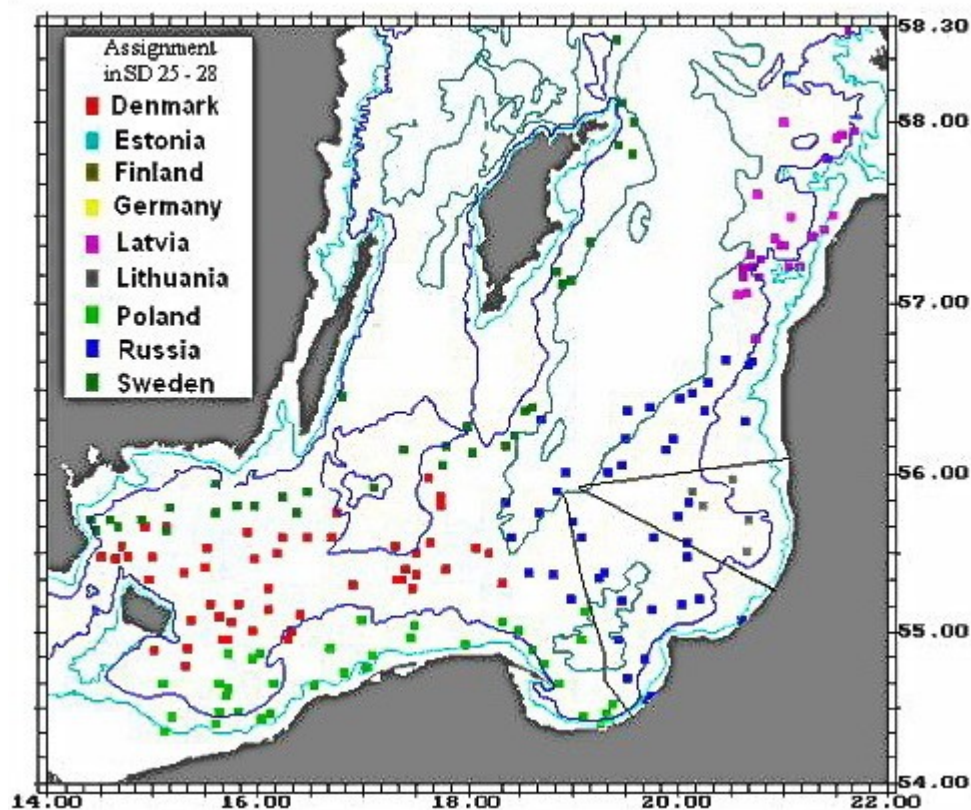 Assignment
in SD 25 - 28
Denmark
Estonia
Finland
Germany
Latvia
Lithuania
Poland
Russia
Sweden
58.30
58.00
57.00
56.00
55.00
54.00
14.00 16.00 18.00 20.00 22.